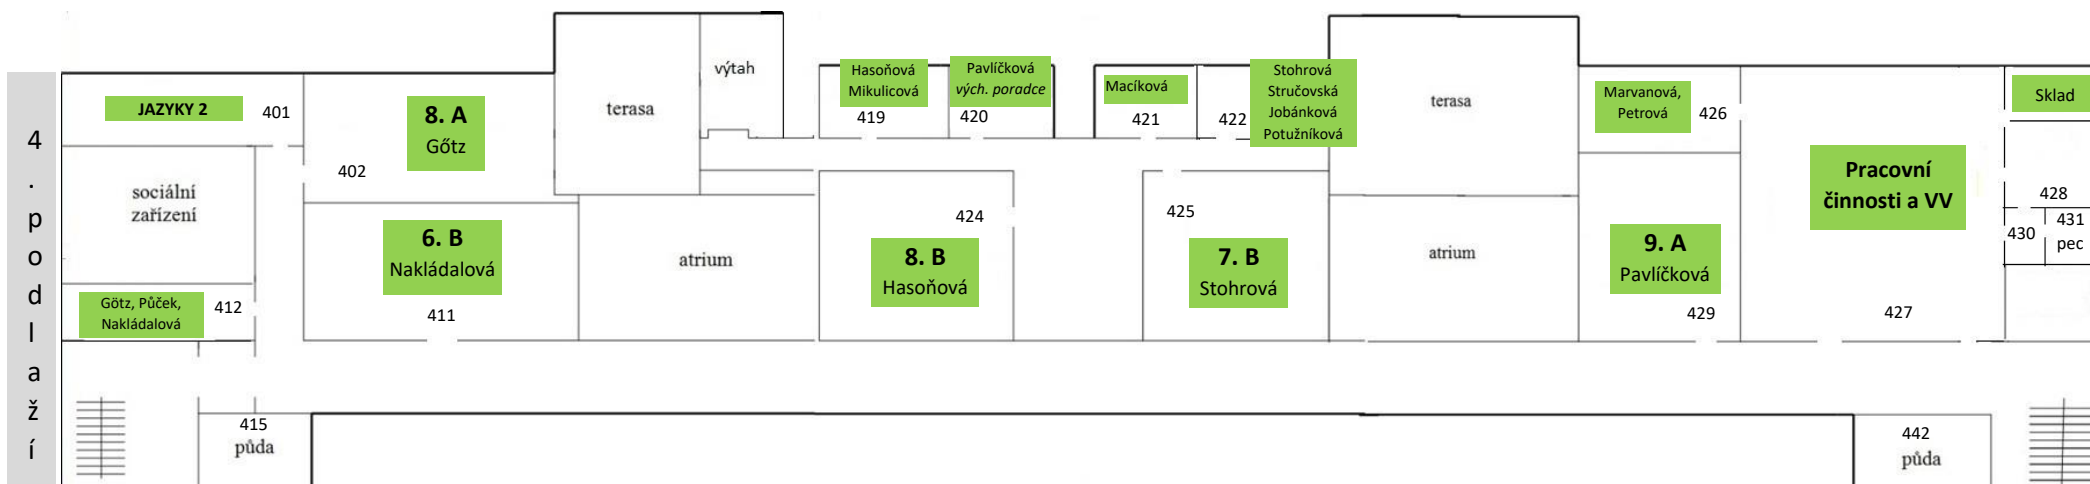 4
.
p
o
d
l
a
ž
í
JAZYKY 2
401
sociální
zařízení
Götz, Půček,
Nakládalová
412
415
půda
8. A
Gőtz
402
6. B
Nakládalová
411
terasa
výtah
atrium
Hasoňová
Mikulicová
419
Pavlíčková
vých. poradce
420
Macíková
421
422
Stohrová
Stručovská
Jobánková
Potužníková
424
8. B
Hasoňová
425
7. B
Stohrová
terasa
atrium
Marvanová,
Petrová
426
9. A
Pavlíčková
429
Pracovní
činnosti a VV
427
Sklad
428
430
431
pec
442
půda